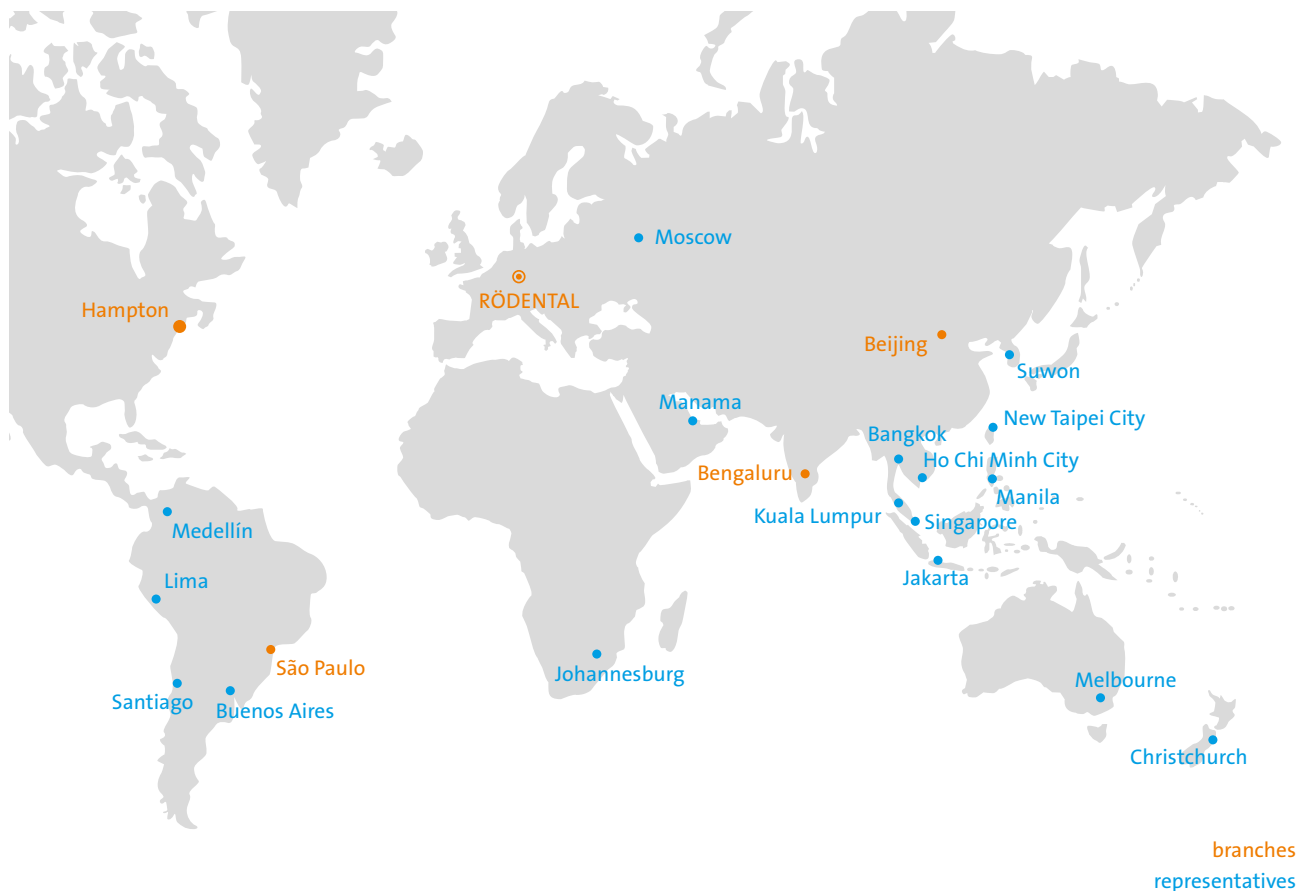 Moscow
RÖDENTAL
Hampton
Beijing
Suwon
Manama
New Taipei City
Bangkok
Ho Chi Minh City
Bengaluru
Manila
Kuala Lumpur
Singapore
Medellín
Jakarta
Lima
São Paulo
Johannesburg
Melbourne
Santiago
Buenos Aires
Christchurch
branches
representatives